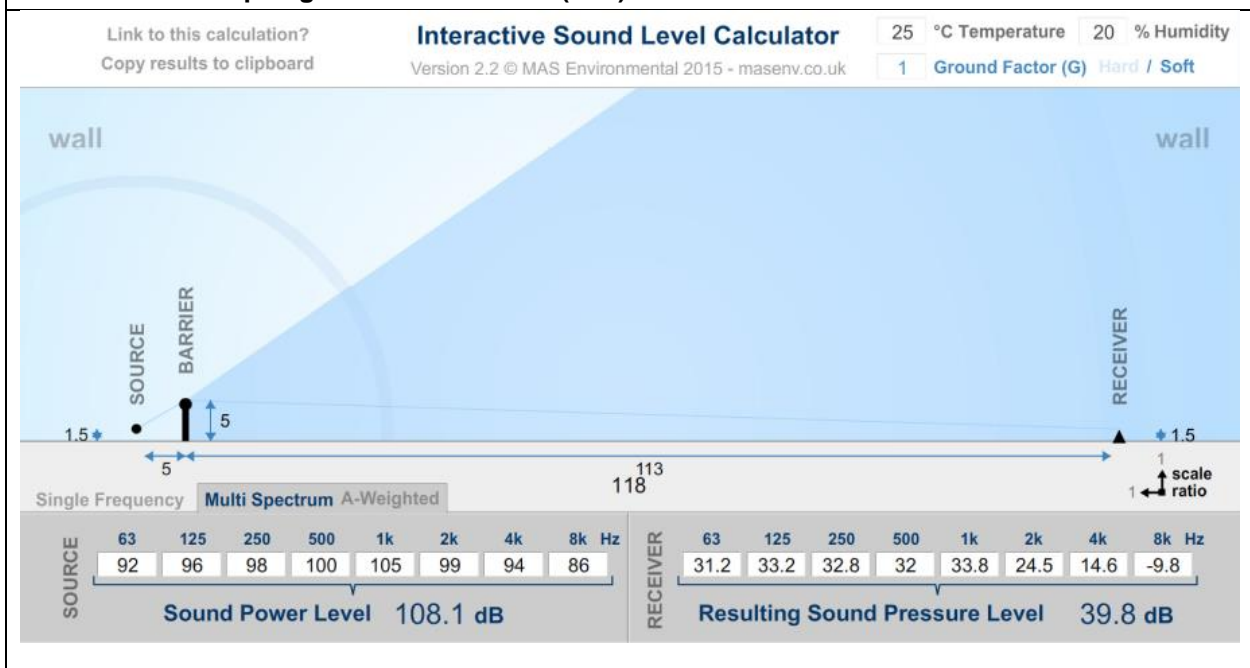 Link to this calculation?
Copy results to clipboard
Interactive Sound Level Calculator
Version 2.2 © MAS Environmental 2015 - masenv.co.uk
25 °C Temperature 20 % Humidity
1 Ground Factor (G) Hard / Soft
wall
wall
SOURCE
BARRIER
RECEIVER
1.5
5
1.5
5
113
118
1
scale
1 ratio
Single Frequency Multi Spectrum A-Weighted
SOURCE
63 125 250 500 1k 2k 4k 8k Hz
92 96 98 100 105 99 94 86
Sound Power Level 108.1 dB
RECEIVER
63 125 250 500 1k 2k 4k 8k Hz
31.2 33.2 32.8 32 33.8 24.5 14.6 -9.8
Resulting Sound Pressure Level 39.8 dB